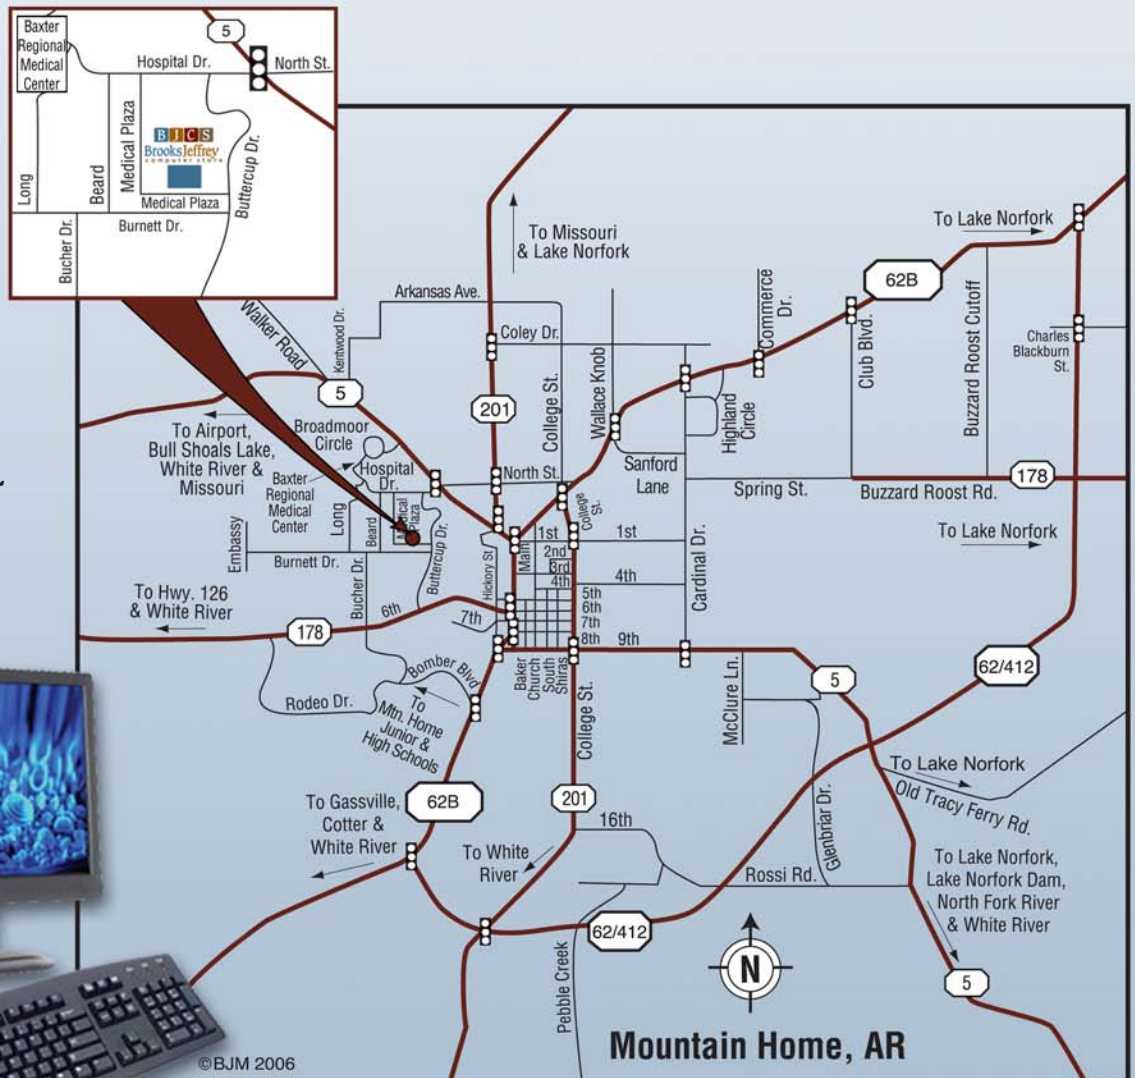 Baxter
Regional
Medical
Center
5
Hospital Dr.
North St.
Long
Beard
Medical Plaza
BJCS
BrooksJeffrey
computer store
Medical Plaza
Buttercup Dr.
Burnett Dr.
Bucher Dr.
To Missouri
& Lake Norfolk
To Lake Norfolk
62B
Arkansas Ave.
Walker Road
Kentwood Dr.
Coley Dr.
Commerce
Dr.
Club Blvd.
Buzzard Roost Cutoff
Charles
Blackburn
St.
5
201
College St.
Wallace Knob
Highland
Circle
To Airport,
Bull Shoals Lake,
White River &
Missouri
Broadmoor
Circle
Hospital
Dr.
Baxter
Regional
Medical
Center
North St.
Sanford
Lane
Spring St.
178
Buzzard Roost Rd.
Embassy
Long
Beard
Medical
Plaza
Buttercup Dr.
College
St.
To Lake Norfolk
Burnett Dr.
Bucher Dr.
Hickory St
Main
1st
1st
2nd
3rd
4th
4th
5th
6th
7th
8th
9th
Cardinal Dr.
To Hwy. 126
& White River
178
6th
7th
Baker
Church
South
Shiras
Bomber Blvd
Rodeo Dr.
To
Mtn. Home
Junior &
High Schools
College St.
McClure Ln.
5
62/412
To Lake Norfolk
Old Tracy Ferry Rd.
To Gassville,
Cotter &
White River
62B
201
16th
Glenbriar Dr.
To White
River
Rossi Rd.
To Lake Norfolk,
Lake Norfolk Dam,
North Fork River
& White River
62/412
Pebble Creek
N
5
Mountain Home, AR
©BJM 2006